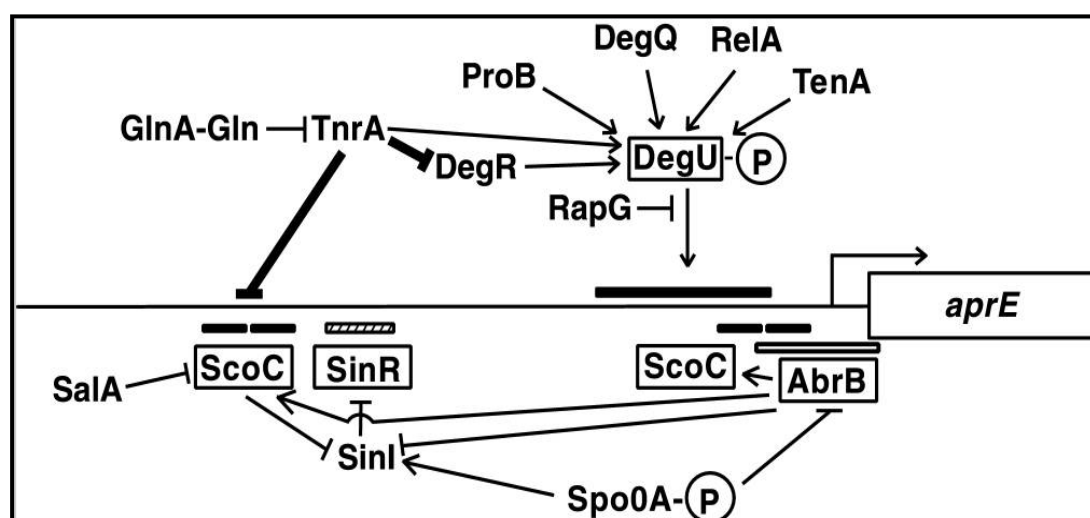 DegQ RelA
ProB TenA
GlnA-Gln TnrA
DegR DegU-P
RapG
aprE
ScoC SinR ScoC AbrB
SalA
SinI
Spo0A-P